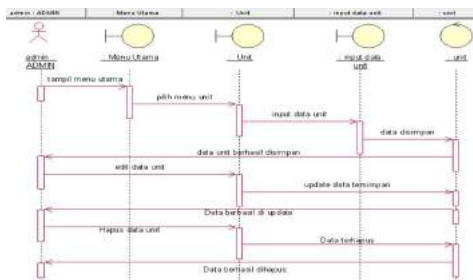 admin : ADMIN
: Menu Utama
: Unit
: input data unit
: unit
admin :
ADMIN
: Menu Utama
: Unit
: input data
unit
: unit
tampil menu utama
pilih menu unit
input data unit
data disimpan
data unit berhasil disimpan
edit data unit
update data tersimpan
Data berhasil di update
Hapus data unit
Data terhapus
Data berhasil dihapus